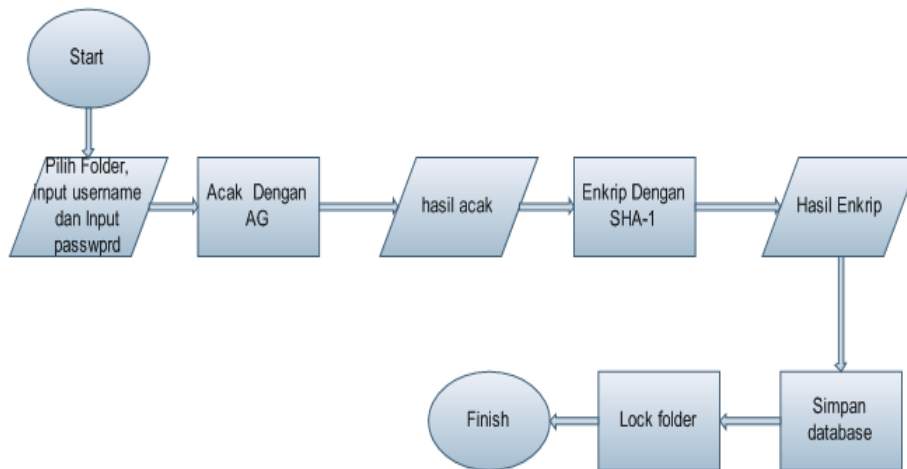 Start
Pilih Folder,
input username
dan Input
passwprd
Acak Dengan
AG
hasil acak
Enkrip Dengan
SHA-1
Hasil Enkrip
Simpan
database
Lock folder
Finish